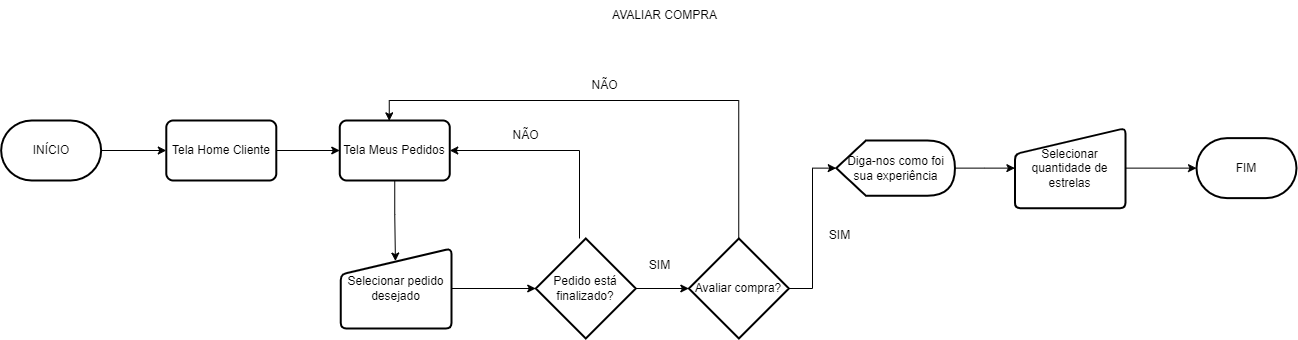 AVALIAR COMPRA
NÃO
NÃO
INÍCIO
Tela Home Cliente
Tela Meus Pedidos
Diga-nos como foi
sua experiência
Selecionar
quantidade de
estrelas
FIM
SIM
SIM
Selecionar pedido
desejado
Pedido está
finalizado?
Avaliar compra?